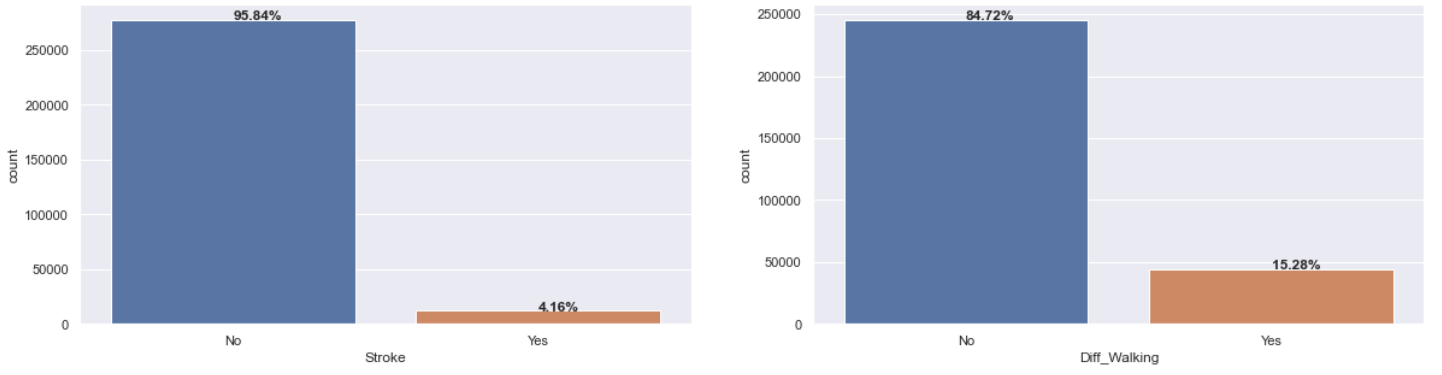 95.84%
250000
200000
150000
100000
50000
0
count
4.16%
No
Yes
Stroke
250000
84.72%
200000
150000
100000
50000
0
count
15.28%
No
Yes
Diff_Walking